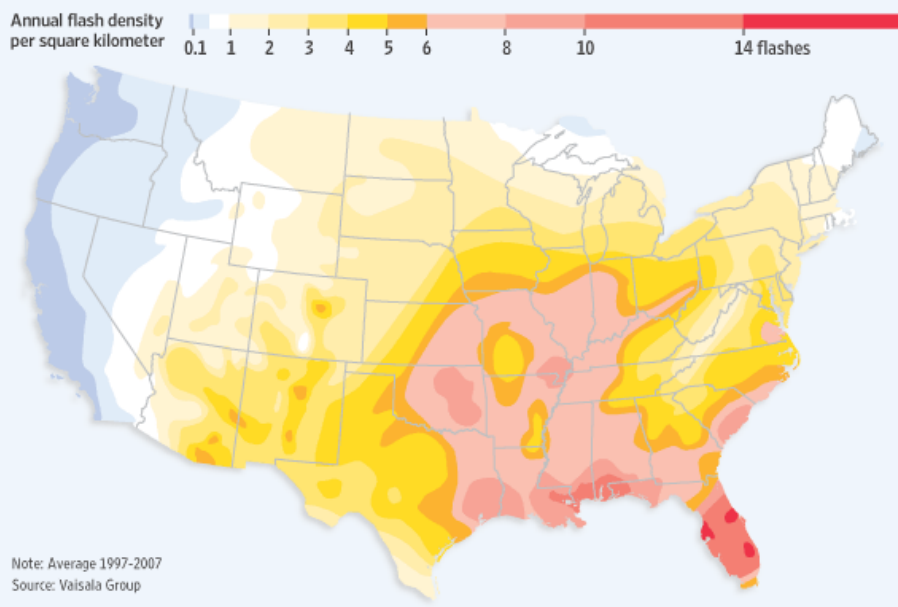 Annual flash density
per square kilometer
0.1 1 2 3 4 5 6 8 10 14 flashes
Note: Average 1997-2007
Source: Vaisala Group